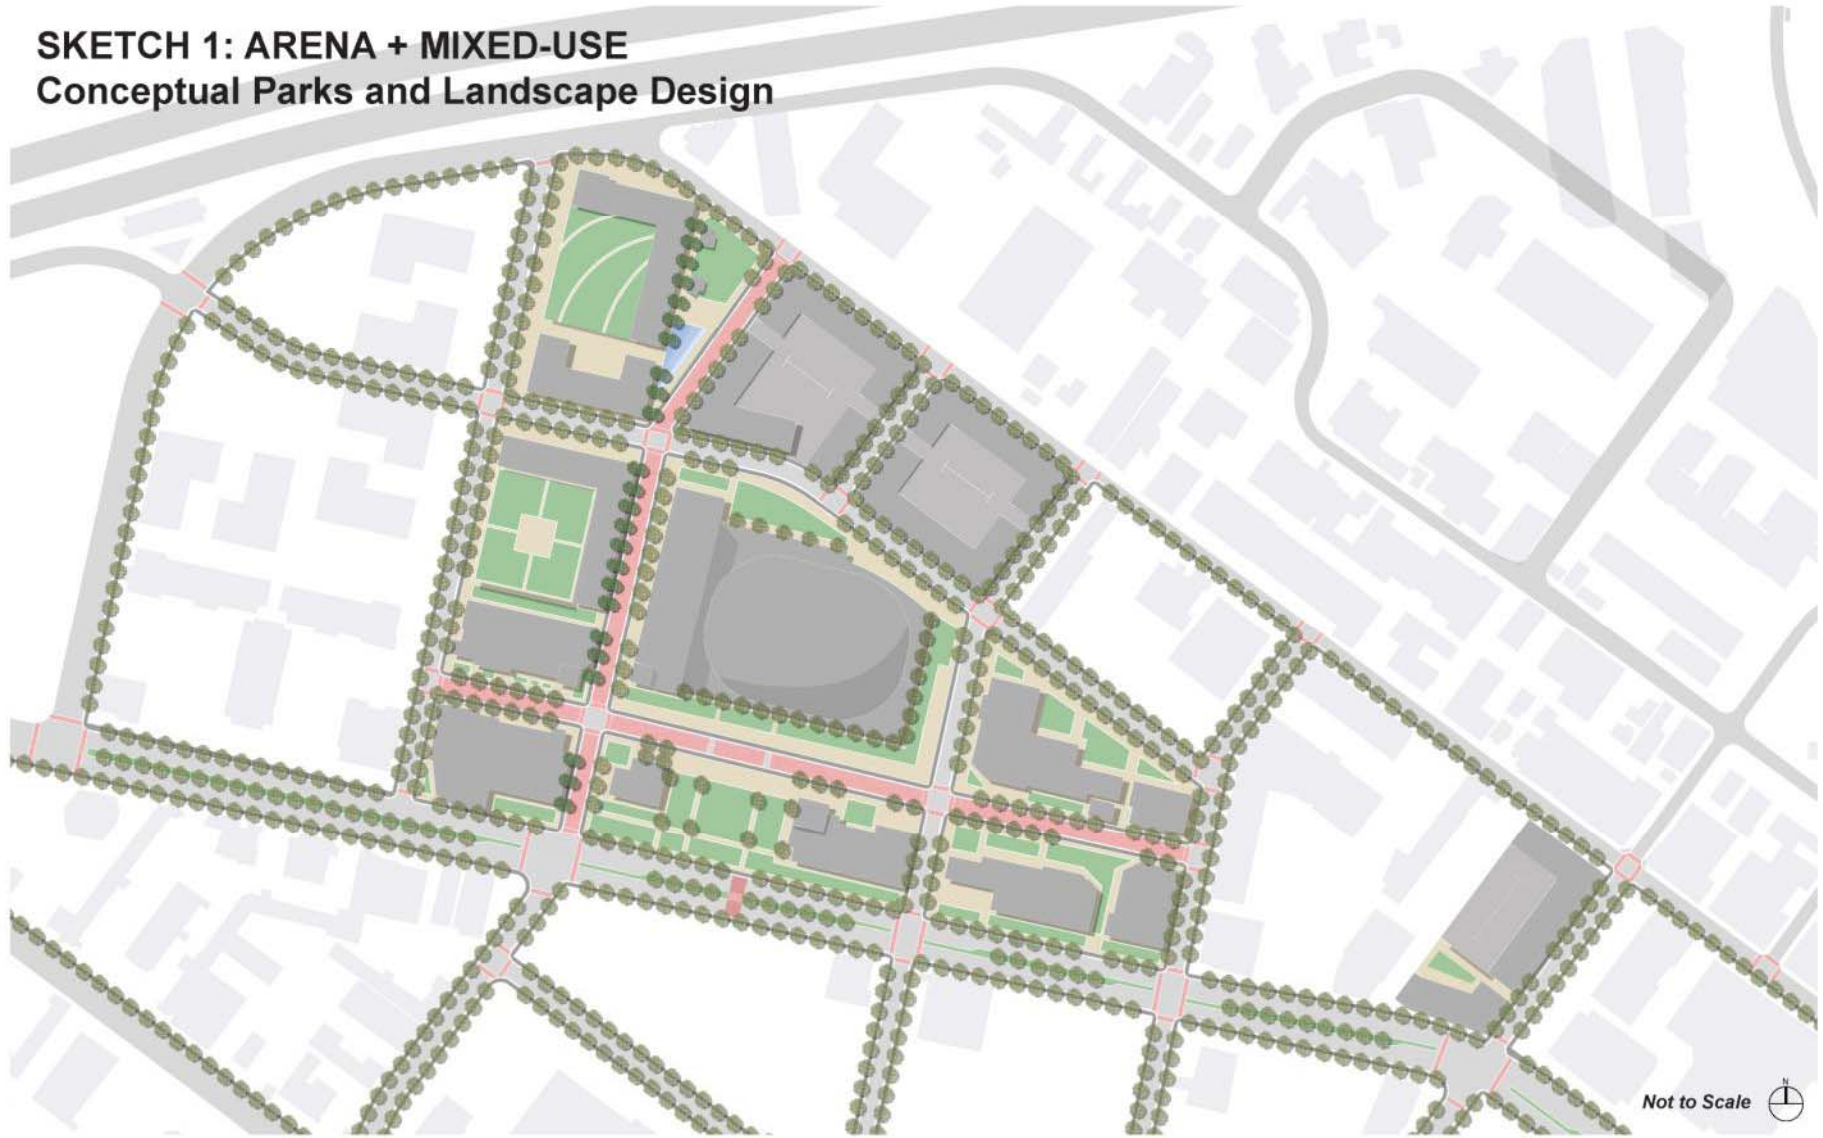 SKETCH 1: ARENA + MIXED-USE
Conceptual Parks and Landscape Design
N
Not to Scale